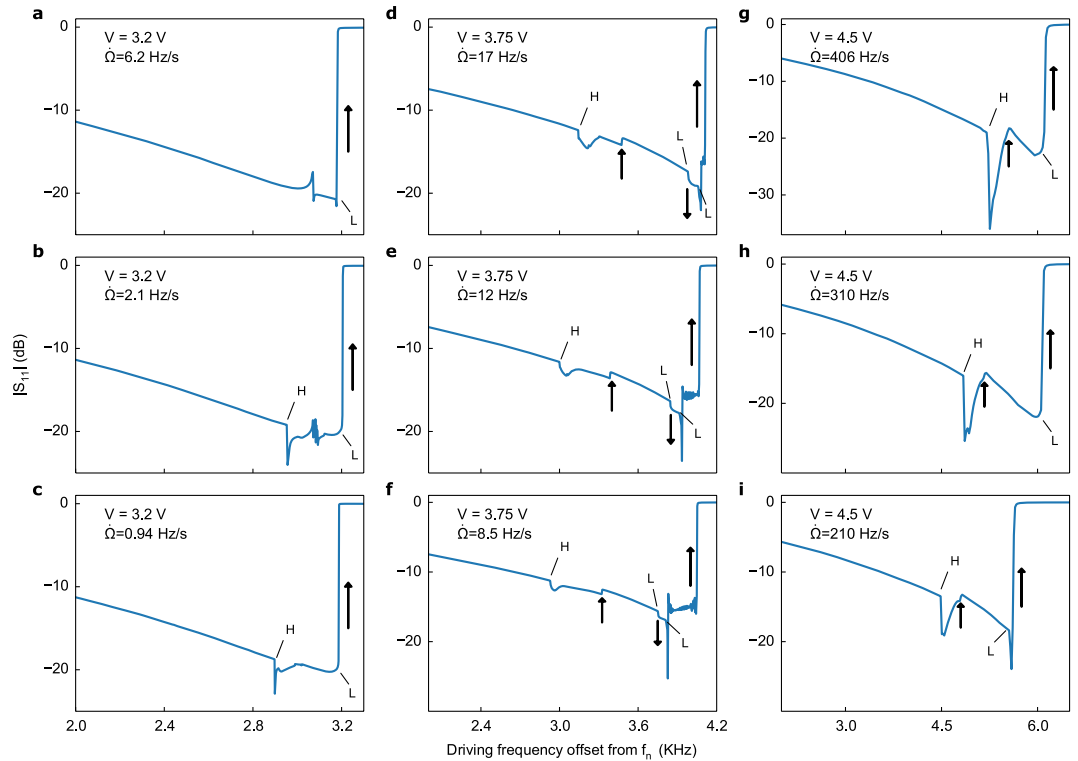 a
V = 3.2 V
Ω̇=6.2 Hz/s
0
−10
−20
L
d
V = 3.75 V
Ω̇=17 Hz/s
0
−10
−20
H
L
L
g
V = 4.5 V
Ω̇=406 Hz/s
0
−10
−20
−30
H
L
b
V = 3.2 V
Ω̇=2.1 Hz/s
0
−10
−20
H
L
e
V = 3.75 V
Ω̇=12 Hz/s
0
−10
−20
H
L
L
h
V = 4.5 V
Ω̇=310 Hz/s
0
−10
−20
H
L
|S₁₁| (dB)
c
V = 3.2 V
Ω̇=0.94 Hz/s
0
−10
−20
H
L
2.0 2.4 2.8 3.2
f
V = 3.75 V
Ω̇=8.5 Hz/s
0
−10
−20
H
L
L
2.4 3.0 3.6 4.2
i
V = 4.5 V
Ω̇=210 Hz/s
0
−10
−20
H
L
3.0 4.5 6.0
Driving frequency offset from fₙ (KHz)